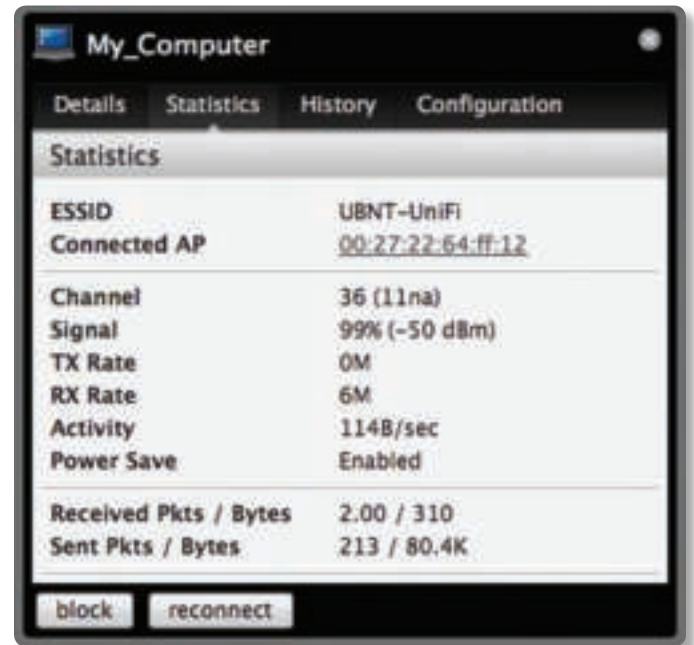 My_Computer
Details Statistics History Configuration
Statistics
ESSID UBNT-UniFi
Connected AP 00:27:22:64:ff:12
Channel 36 (11na)
Signal 99% (-50 dBm)
TX Rate 0M
RX Rate 6M
Activity 114B/sec
Power Save Enabled
Received Pkts / Bytes 2.00 / 310
Sent Pkts / Bytes 213 / 80.4K
block reconnect